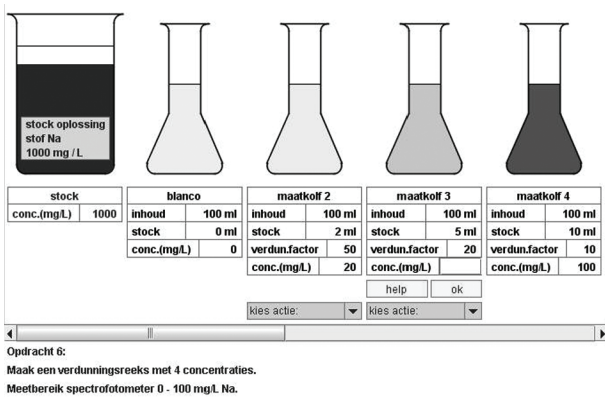 stock oplossing
stof Na
1000 mg / L
stock
conc.(mg/L) 1000
blanco
inhoud 100 ml
stock 0 ml
conc.(mg/L) 0
maatkolf 2
inhoud 100 ml
stock 2 ml
verdun.factor 50
conc.(mg/L) 20
kies actie:
maatkolf 3
inhoud 100 ml
stock 5 ml
verdun.factor 20
conc.(mg/L)
help ok
kies actie:
maatkolf 4
inhoud 100 ml
stock 10 ml
verdun.factor 10
conc.(mg/L) 100
Opdracht 6:
Maak een verdunningsreeks met 4 concentraties.
Meetbereik spectrofotometer 0 - 100 mg/L Na.